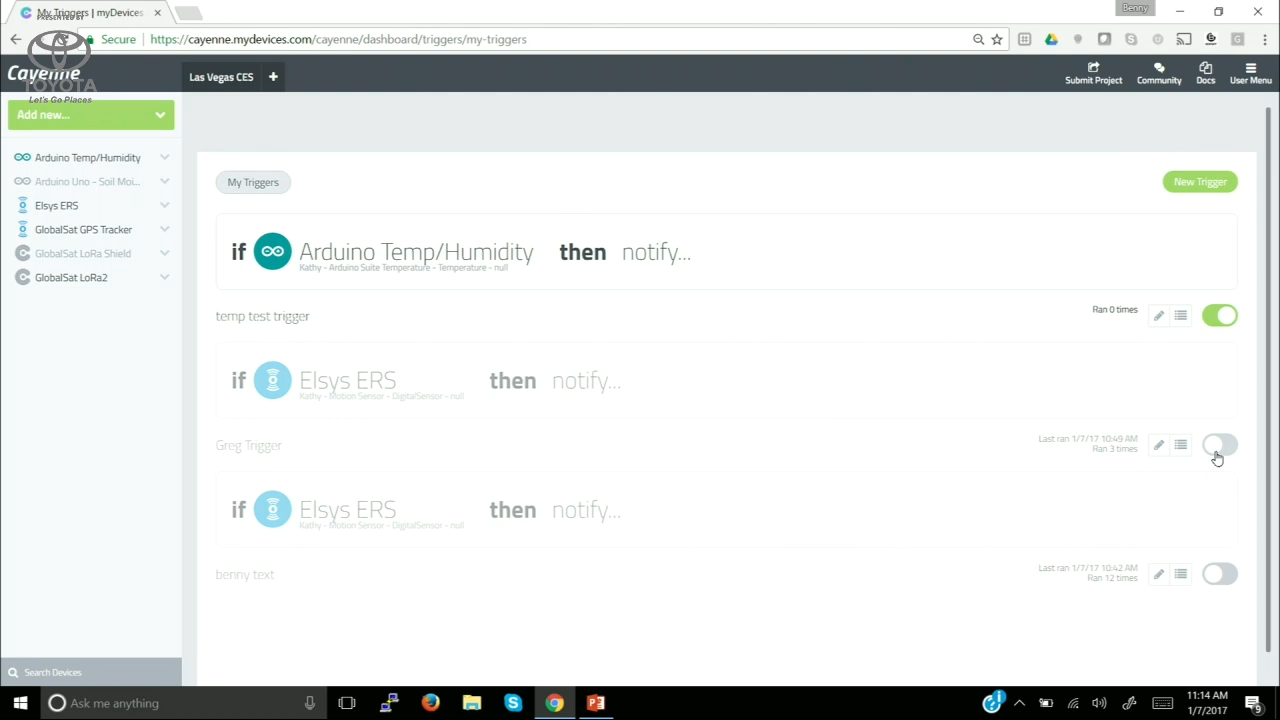 My Triggers | myDevices
Benny
PRESENTED BY
TOYOTA
Let's Go Places
Secure
https://cayenne.mydevices.com/cayenne/dashboard/triggers/my-triggers
Cayenne
Las Vegas CES +
Submit Project
Community
Docs
User Menu
Add new...
Arduino Temp/Humidity
Arduino Uno - Soil Moi...
Elsys ERS
GlobalSat GPS Tracker
GlobalSat LoRa Shield
GlobalSat LoRa2
My Triggers
New Trigger
if Arduino Temp/Humidity then notify...
Kathy - Arduino Suite Temperature - Temperature - null
temp test trigger
Ran 0 times
if Elsys ERS then notify...
Kathy - Motion Sensor - DigitalSensor - null
Greg Trigger
Last ran 1/7/17 10:49 AM
Ran 3 times
if Elsys ERS then notify...
Kathy - Motion Sensor - DigitalSensor - null
benny text
Last ran 1/7/17 10:42 AM
Ran 12 times
Search Devices
Ask me anything
11:14 AM
1/7/2017
9